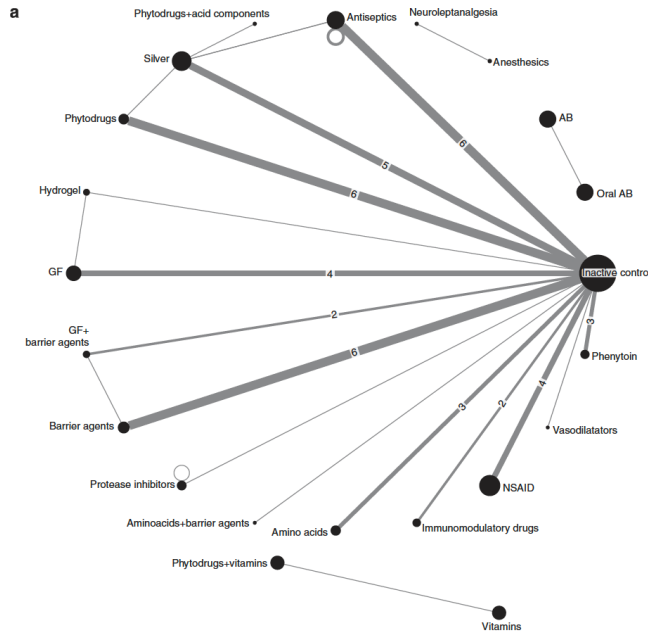 a
Phytodrugs+acid components
Antiseptics
Neuroleptanalgesia
Silver
Anesthesics
Phytodrugs
AB
6
5
6
Hydrogel
Oral AB
GF
4
Inactive contro
GF+
barrier agents
2
3
6
Phenytoin
Barrier agents
3
2
4
Vasodilatators
Protease inhibitors
NSAID
Aminoacids+barrier agents
Amino acids
Immunomodulatory drugs
Phytodrugs+vitamins
Vitamins